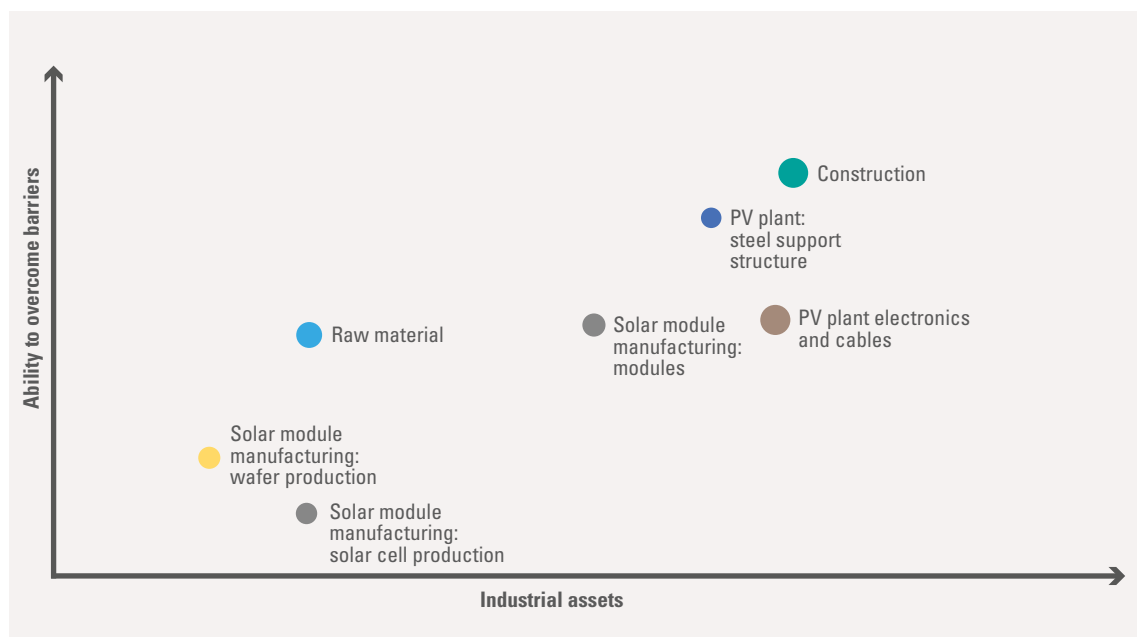 Ability to overcome barriers
Construction
PV plant:
steel support
structure
Raw material
Solar module
manufacturing:
modules
PV plant electronics
and cables
Solar module
manufacturing:
wafer production
Solar module
manufacturing:
solar cell production
Industrial assets